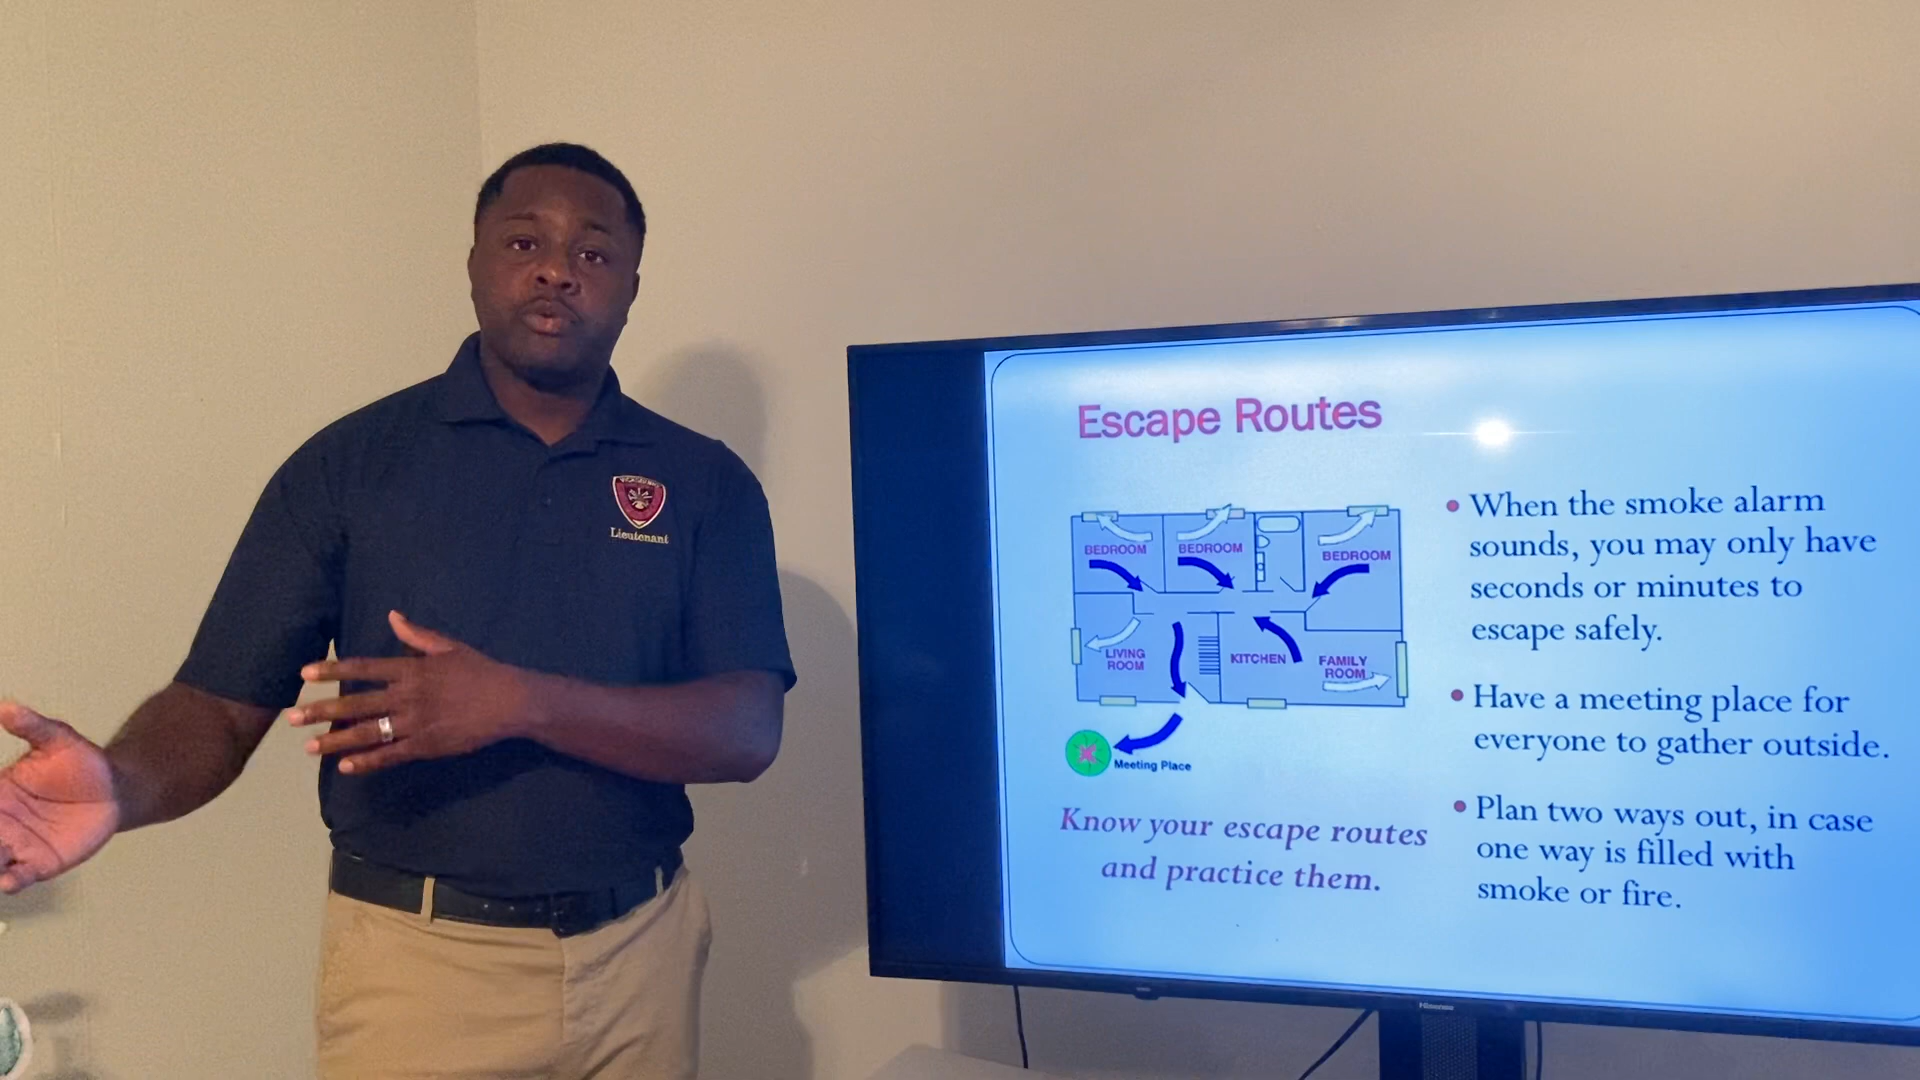 Lieutenant
Escape Routes
BEDROOM
BEDROOM
BEDROOM
LIVING
ROOM
KITCHEN
FAMILY
ROOM
Meeting Place
Know your escape routes
and practice them.
When the smoke alarm
sounds, you may only have
seconds or minutes to
escape safely.
Have a meeting place for
everyone to gather outside.
Plan two ways out, in case
one way is filled with
smoke or fire.
Hisense